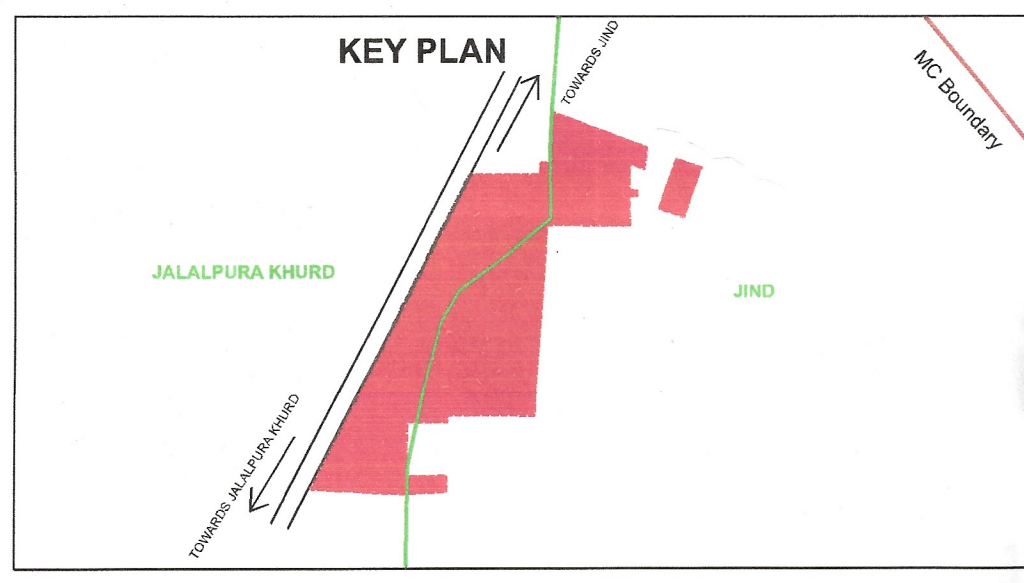 KEY PLAN
TOWARDS JIND
MC Boundary
JALALPURA KHURD
JIND
TOWARDS JALALPURA KHURD